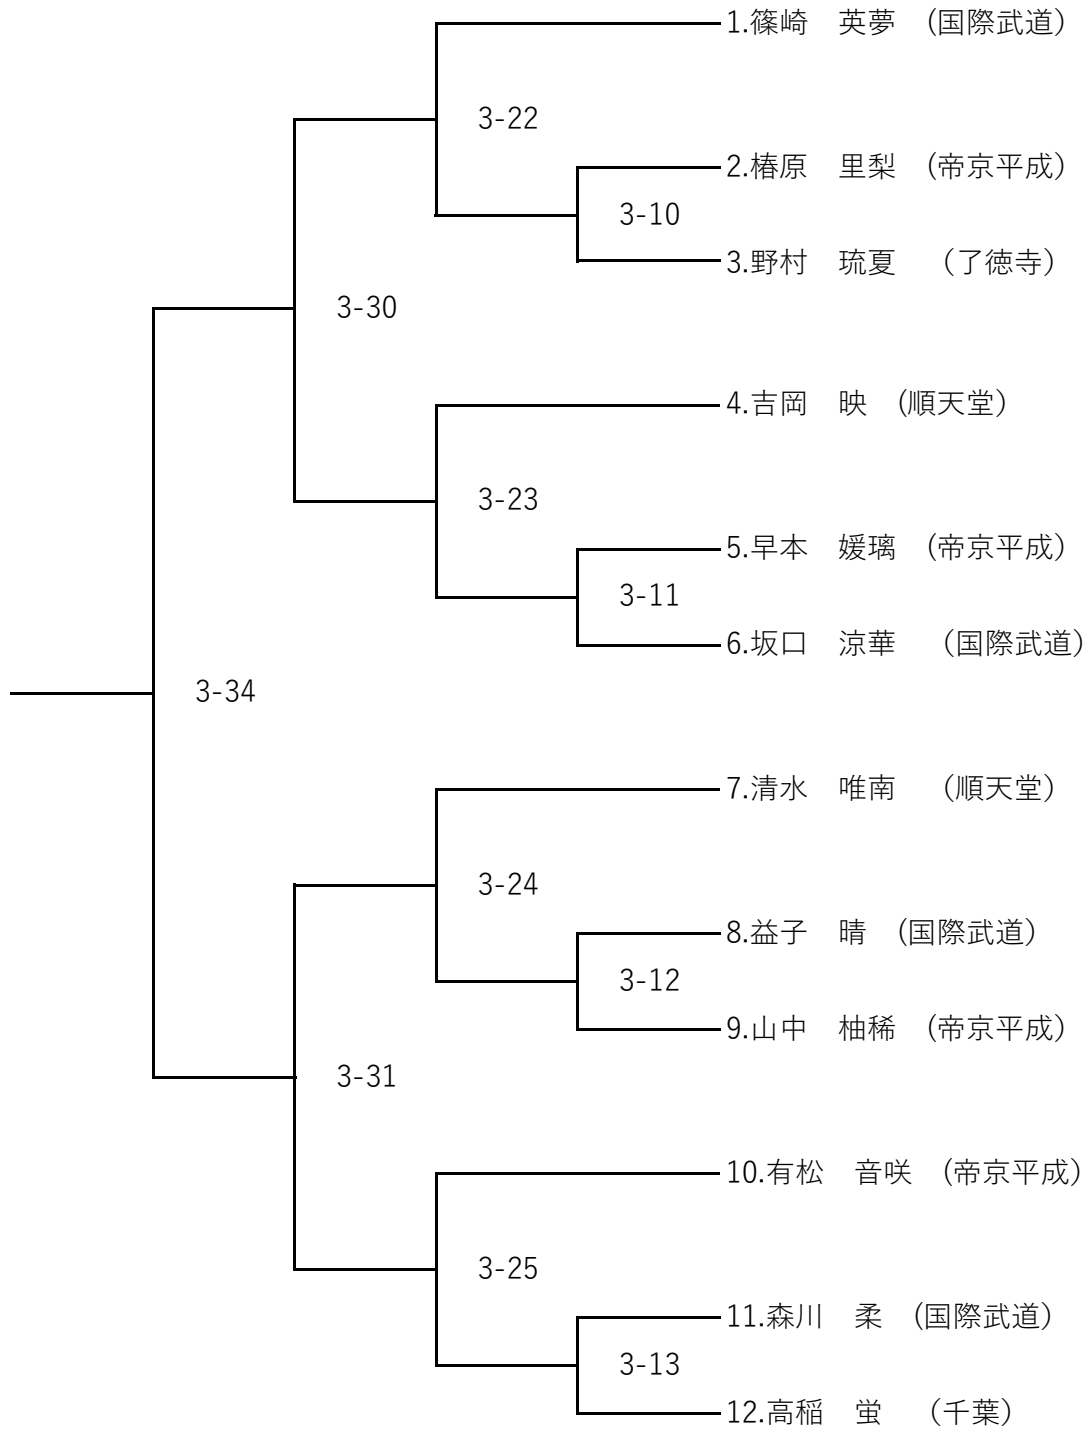 1.篠崎　英夢　（国際武道）
3-22
2.椿原　里梨　（帝京平成）
3-10
3.野村　琉夏　（了徳寺）
3-30
4.吉岡　映　（順天堂）
3-23
5.早本　媛璃　（帝京平成）
3-11
6.坂口　涼華　（国際武道）
3-34
7.清水　唯南　（順天堂）
3-24
8.益子　晴　（国際武道）
3-12
9.山中　柚稀　（帝京平成）
3-31
10.有松　音咲　（帝京平成）
3-25
11.森川　柔　（国際武道）
3-13
12.高稲　蛍　（千葉）